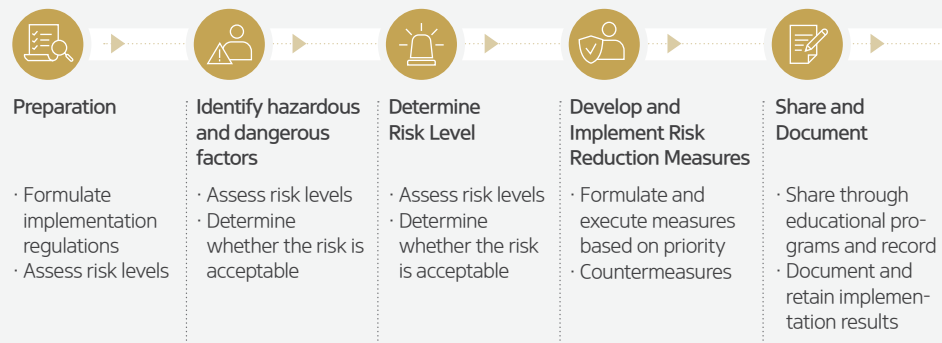 Preparation
· Formulate
implementation
regulations
· Assess risk levels
Identify hazardous
and dangerous
factors
· Assess risk levels
· Determine
whether the risk is
acceptable
Determine
Risk Level
· Assess risk levels
· Determine
whether the risk
is acceptable
Develop and
Implement Risk
Reduction Measures
· Formulate and
execute measures
based on priority
· Countermeasures
Share and
Document
· Share through
educational pro-
grams and record
· Document and
retain implemen-
tation results